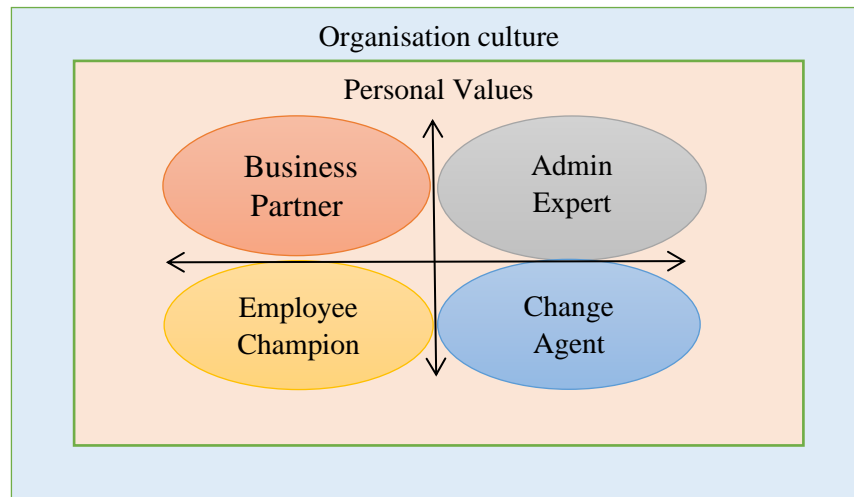 Organisation culture
Personal Values
Business
Partner
Admin
Expert
Employee
Champion
Change
Agent